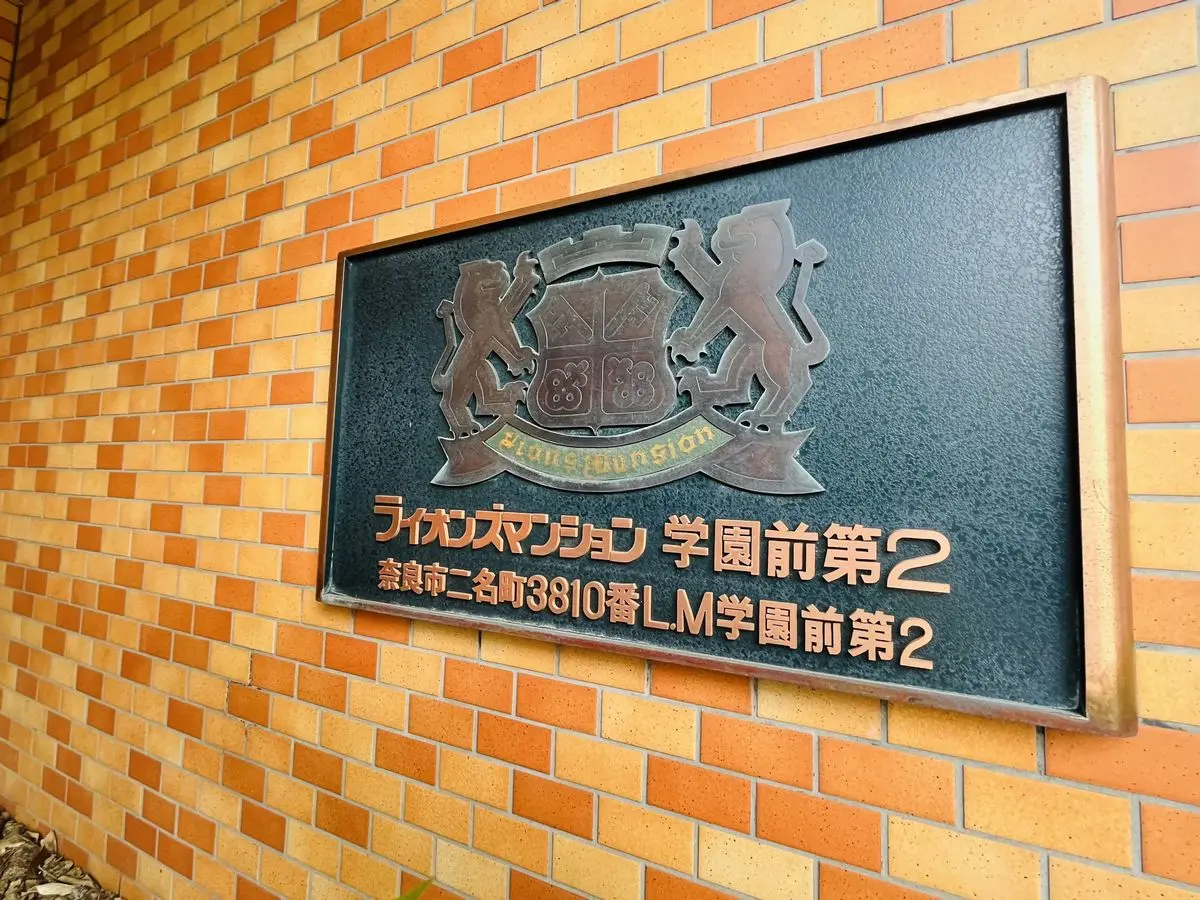 Lions Mansion
ライオンズマンション 学園前第2
奈良市二名町3810番L.M学園前第2